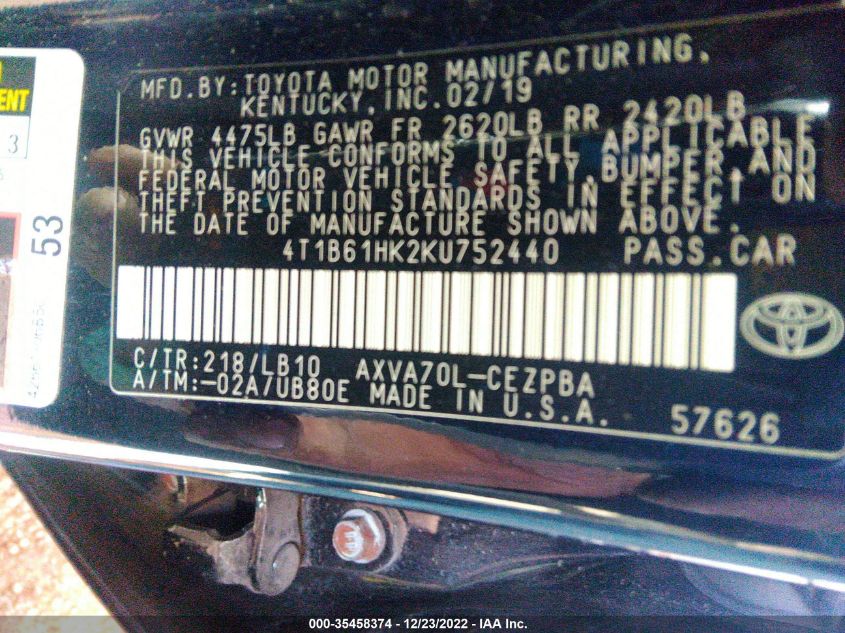 MFD.BY:TOYOTA MOTOR MANUFACTURING,
KENTUCKY,INC.02/19
GVWR 4475LB GAWR FR 2620LB RR 2420LB
THIS VEHICLE CONFORMS TO ALL APPLICABLE
FEDERAL MOTOR VEHICLE SAFETY,BUMPER,AND
THEFT PREVENTION STANDARDS IN EFFECT ON
THE DATE OF MANUFACTURE SHOWN ABOVE.
4T1B61HK2KU752440 PASS.CAR
C/TR:218/LB10 AXVA70L-CEZPBA
A/TM:-02A/UB80E MADE IN U.S.A.
57626
3
53
000-35458374 - 12/23/2022 - IAA Inc.